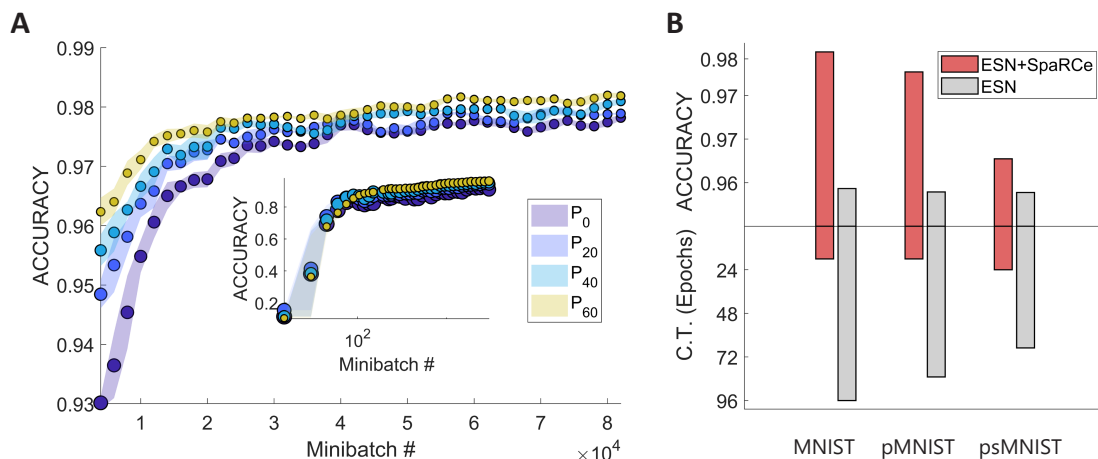 A
ACCURACY
0.99
0.98
0.97
0.96
0.95
0.94
0.93
1 2 3 4 5 6 7 8
×10⁴
Minibatch #
ACCURACY
0.8
0.6
0.4
0.2
10²
Minibatch #
P₀
P₂₀
P₄₀
P₆₀
B
C.T. (Epochs) ACCURACY
0.98
0.97
0.97
0.96
24
48
72
96
ESN+SpaRCe
ESN
MNIST pMNIST psMNIST